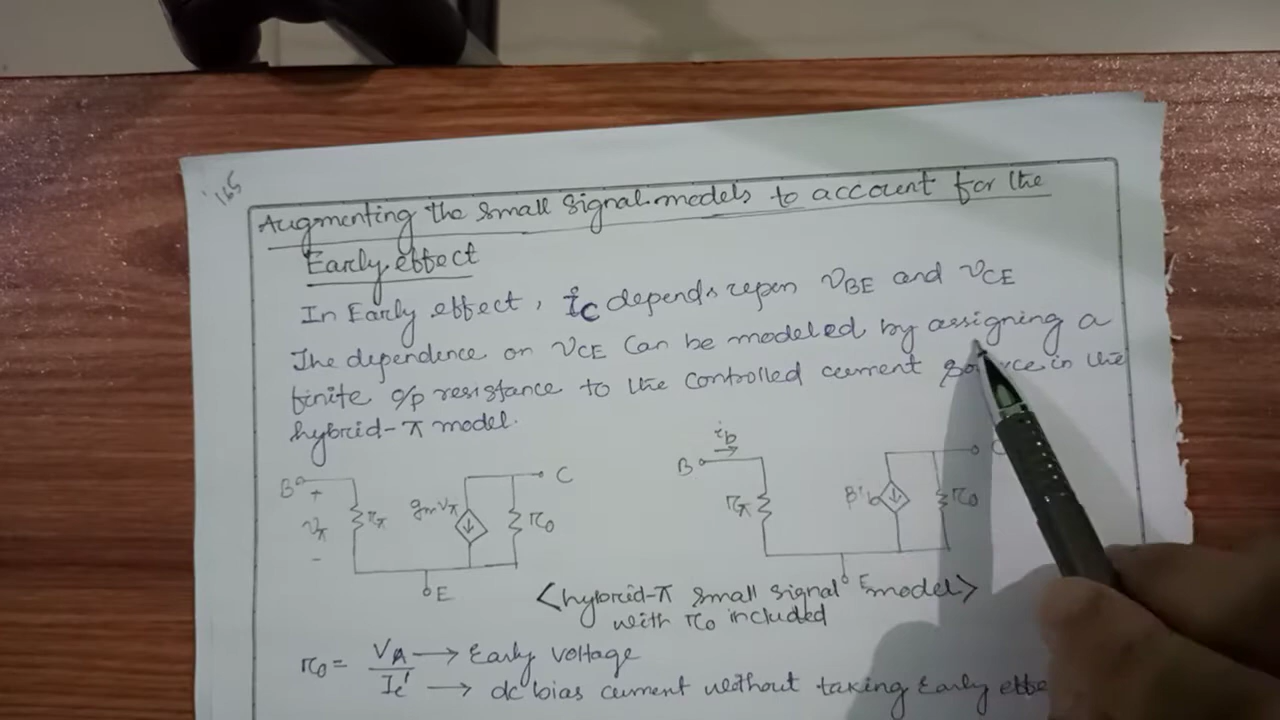 165
Augmenting the small signal models to account for the
Early effect
In Early effect, ic depends upon vBE and vCE
The dependence on vCE can be modeled by assigning a
finite o/p resistance to the controlled current source in the
hybrid-π model.
B + vπ - rπ gmvπ ro C E
B ib rπ βib ro C E
<hybrid-π small signal model>
with ro included
ro = VA/Ic' → Early voltage
→ dc bias current without taking Early effe